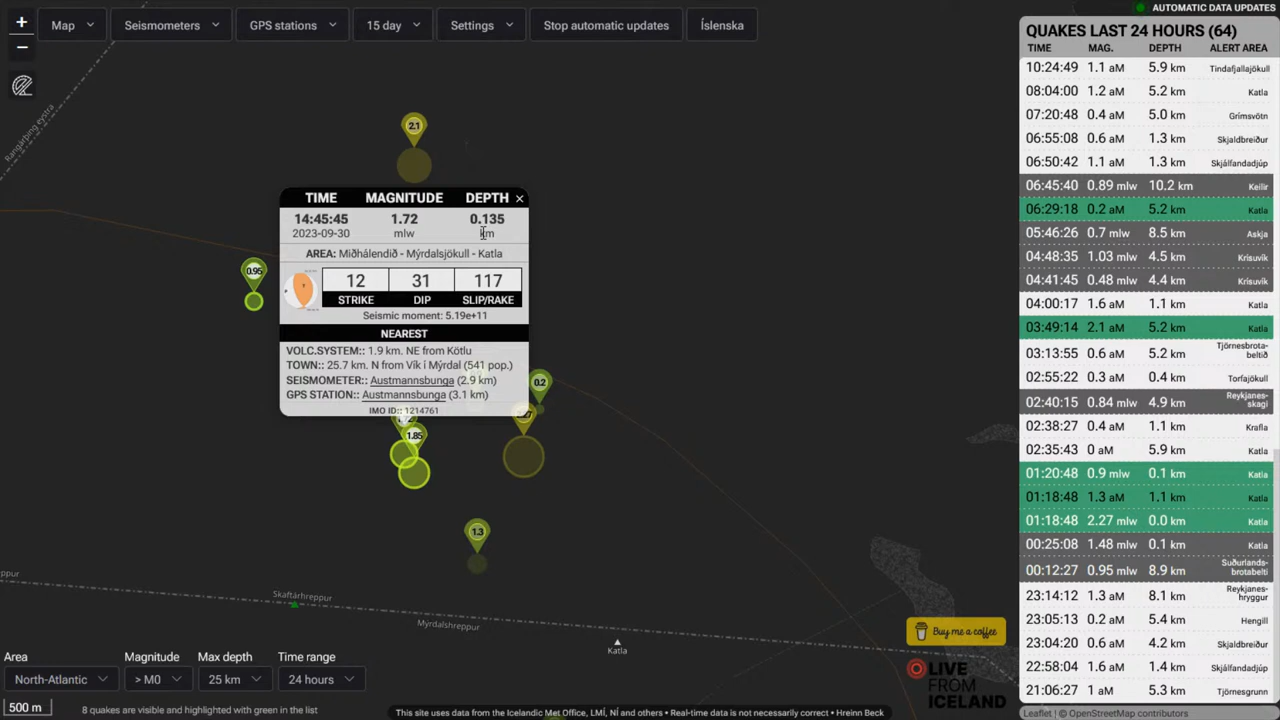 +
−
Map
Seismometers
GPS stations
15 day
Settings
Stop automatic updates
Íslenska
AUTOMATIC DATA UPDATES
QUAKES LAST 24 HOURS (64)
TIME MAG. DEPTH ALERT AREA
10:24:49 1.1 aM 5.9 km Tindafjallajökull
08:04:00 1.2 aM 5.2 km Katla
07:20:48 0.4 aM 5.0 km Grímsvötn
06:55:08 0.6 aM 1.3 km Skjaldbreiður
06:50:42 1.1 aM 1.3 km Skjálfandadjúp
06:45:40 0.89 mlw 10.2 km Keilir
06:29:18 0.2 aM 5.2 km Katla
05:46:26 0.7 mlw 8.5 km Askja
04:48:35 1.03 mlw 4.5 km Krísuvík
04:41:45 0.48 mlw 4.4 km Krísuvík
04:00:17 1.6 aM 1.1 km Katla
03:49:14 2.1 aM 5.2 km Katla
03:13:55 0.6 aM 5.2 km Tjörnesbrota-
beltið
02:55:22 0.3 aM 0.4 km Torfajökull
02:40:15 0.84 mlw 4.9 km Reykjanes-
skagi
02:38:27 0.4 aM 1.1 km Krafla
02:35:43 0 aM 5.9 km Katla
01:20:48 0.9 mlw 0.1 km Katla
01:18:48 1.3 aM 1.1 km Katla
01:18:48 2.27 mlw 0.0 km Katla
00:25:08 1.48 mlw 0.1 km Katla
00:12:27 0.95 mlw 8.9 km Suðurlands-
brotabelti
23:14:12 1.3 aM 8.1 km Reykjanes-
hryggur
23:05:13 0.2 aM 5.4 km Hengill
23:04:20 0.6 aM 4.2 km Skjaldbreiður
22:58:04 1.6 aM 1.4 km Skjálfandadjúp
21:06:27 1 aM 5.3 km Tjörnesgrunn
Rangárþing eystra
2.1
TIME MAGNITUDE DEPTH ×
14:45:45 1.72 0.135
2023-09-30 mlw km
AREA: Miðhálendið - Mýrdalsjökull - Katla
12 31 117
STRIKE DIP SLIP/RAKE
Seismic moment: 5.19e+11
NEAREST
VOLC.SYSTEM:: 1.9 km. NE from Kötlu
TOWN:: 25.7 km. N from Vík í Mýrdal (541 pop.)
SEISMOMETER:: Austmannsbunga (2.9 km)
GPS STATION:: Austmannsbunga (3.1 km)
IMO ID:: 1214761
0.95
0.2
1.85
1.3
Skaftárhreppur
Mýrdalshreppur
Katla
Buy me a coffee
LIVE
FROM
ICELAND
Area Magnitude Max depth Time range
North-Atlantic > M0 25 km 24 hours
500 m
8 quakes are visible and highlighted with green in the list
This site uses data from the Icelandic Met Office, LMÍ, NÍ and others • Real-time data is not necessarily correct • Hreinn Beck
Leaflet | © OpenStreetMap contributors